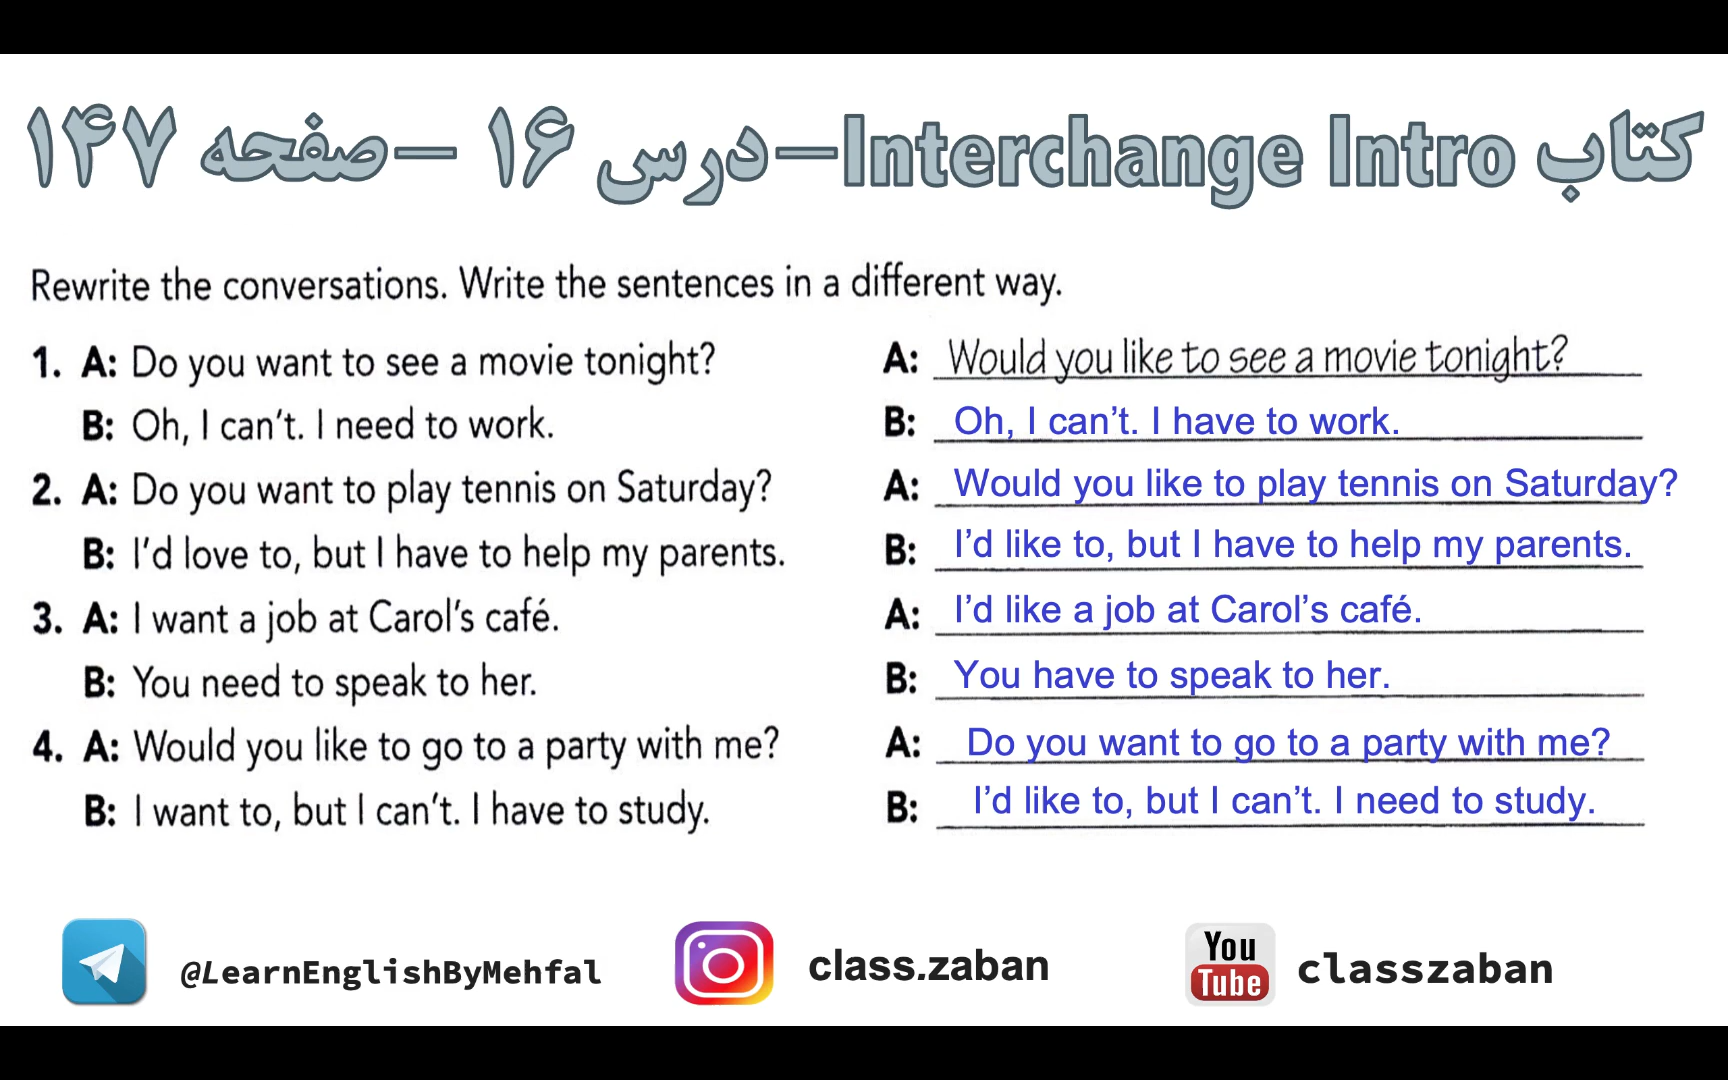 کتاب Interchange Intro – درس ۱۶ – صفحه ۱۴۷
Rewrite the conversations. Write the sentences in a different way.
1. A: Do you want to see a movie tonight?
A: Would you like to see a movie tonight?
B: Oh, I can't. I need to work.
B: Oh, I can't. I have to work.
2. A: Do you want to play tennis on Saturday?
A: Would you like to play tennis on Saturday?
B: I'd love to, but I have to help my parents.
B: I'd like to, but I have to help my parents.
3. A: I want a job at Carol's café.
A: I'd like a job at Carol's café.
B: You need to speak to her.
B: You have to speak to her.
4. A: Would you like to go to a party with me?
A: Do you want to go to a party with me?
B: I want to, but I can't. I have to study.
B: I'd like to, but I can't. I need to study.
@LearnEnglishByMehfal
class.zaban
You
Tube
classzaban